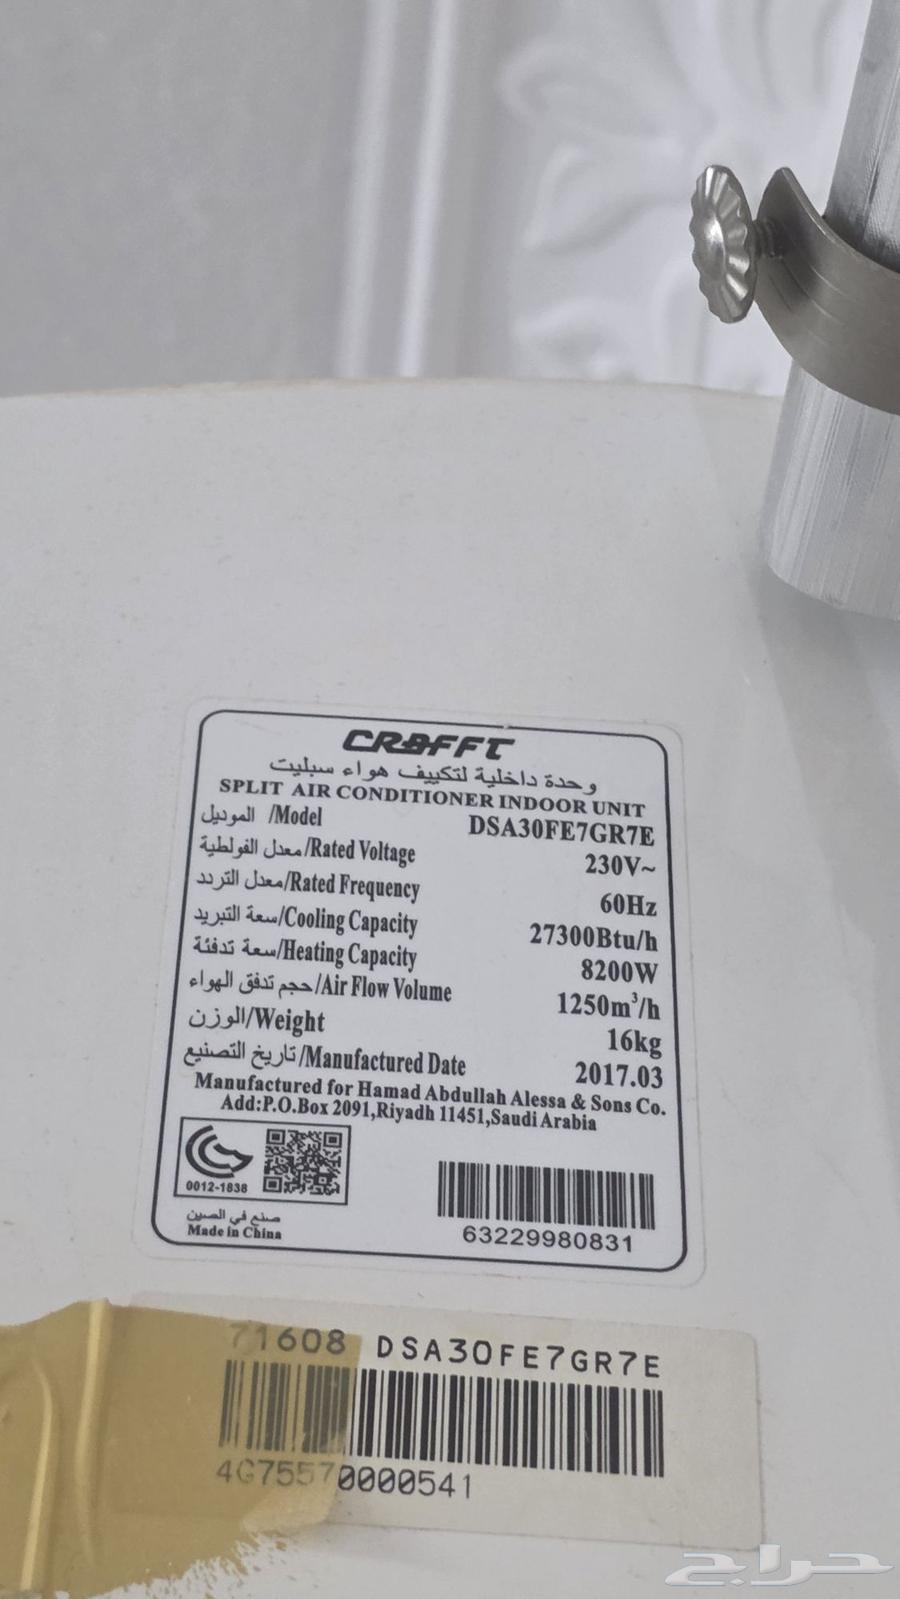 CRAFFT
وحدة داخلية لتكييف هواء سبليت
SPLIT AIR CONDITIONER INDOOR UNIT
الموديل /Model DSA30FE7GR7E
معدل الفولطية/Rated Voltage 230V~
معدل التردد/Rated Frequency 60Hz
سعة التبريد/Cooling Capacity 27300Btu/h
سعة تدفئة/Heating Capacity 8200W
حجم تدفق الهواء/Air Flow Volume 1250m³/h
الوزن/Weight 16kg
تاريخ التصنيع/Manufactured Date 2017.03
Manufactured for Hamad Abdullah Alessa & Sons Co.
Add:P.O.Box 2091,Riyadh 11451,Saudi Arabia
0012-1838
صنع في الصين
Made in China
63229980831
71608 DSA30FE7GR7E
4G75570000541
حراج